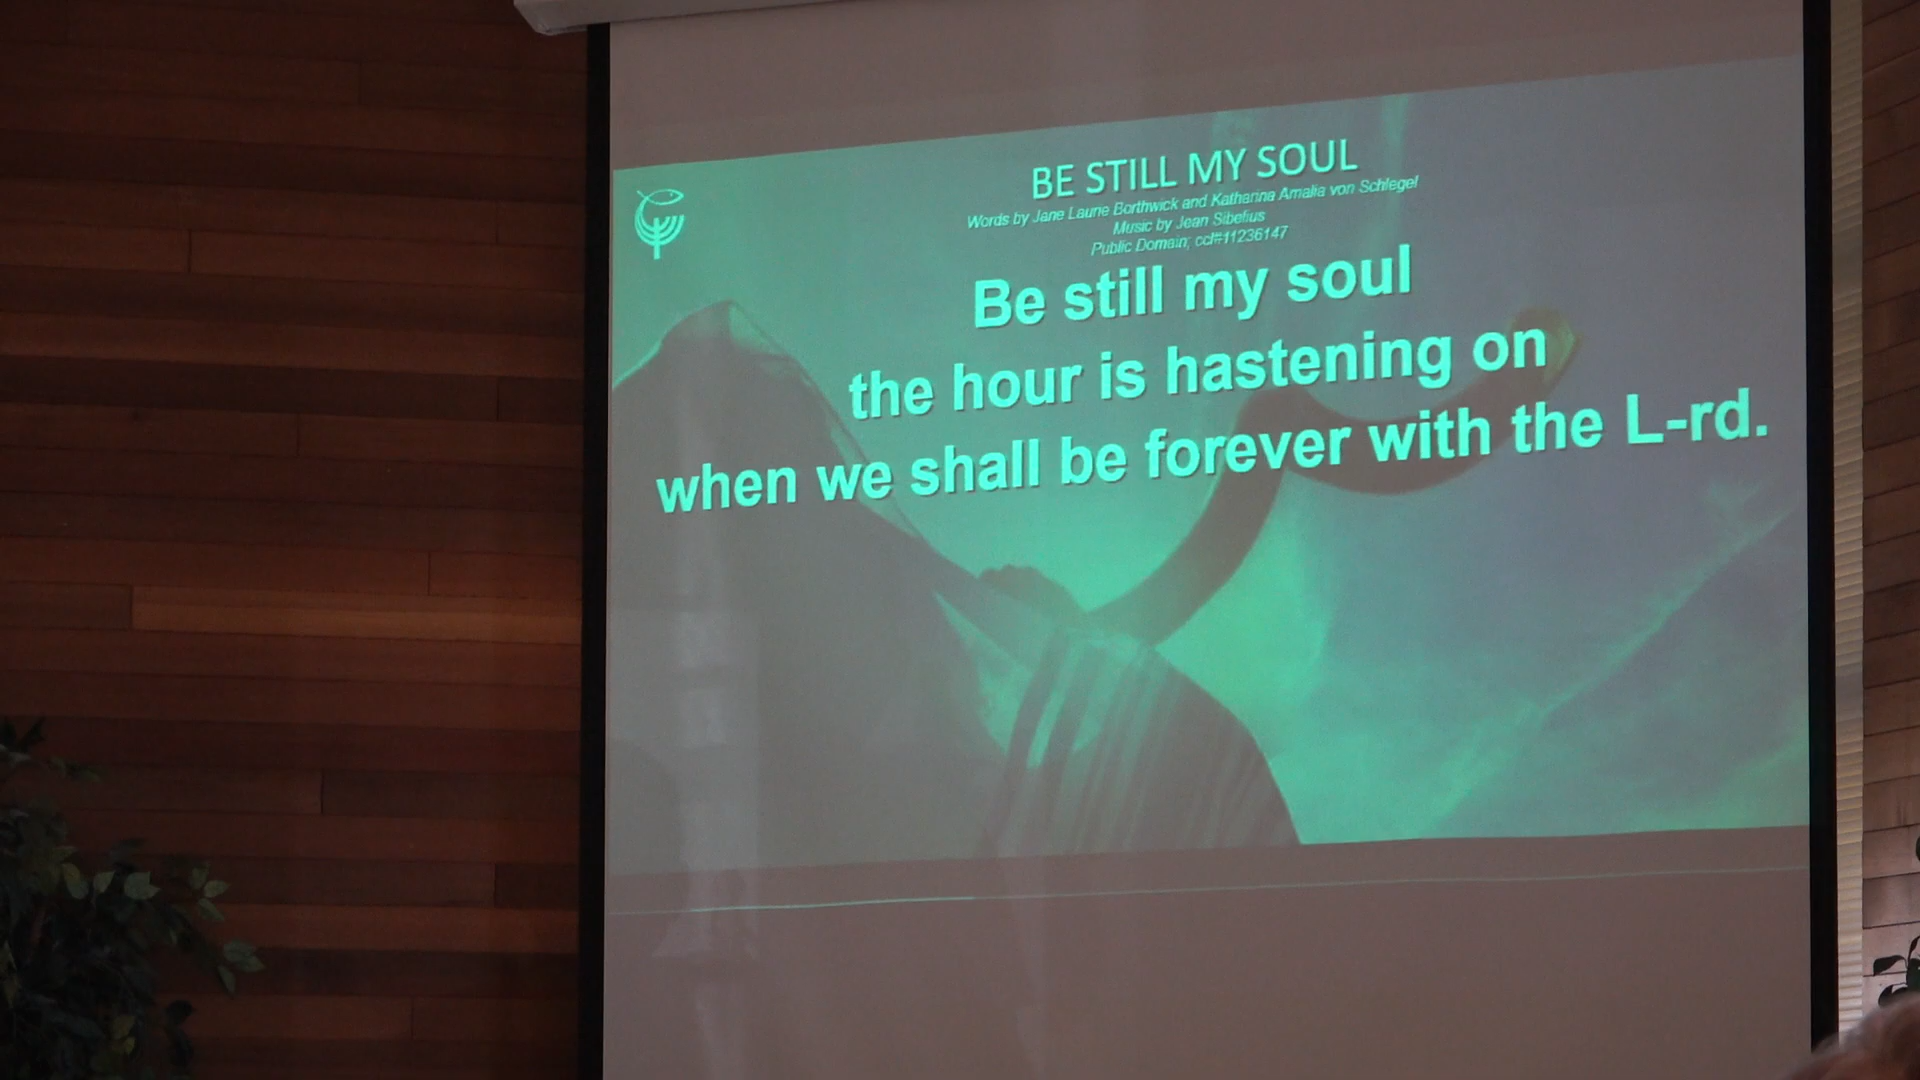 BE STILL MY SOUL
Words by Jane Laurie Borthwick and Katharina Amalia von Schlegel
Music by Jean Sibelius
Public Domain; ccl#11236147
Be still my soul
the hour is hastening on
when we shall be forever with the L-rd.